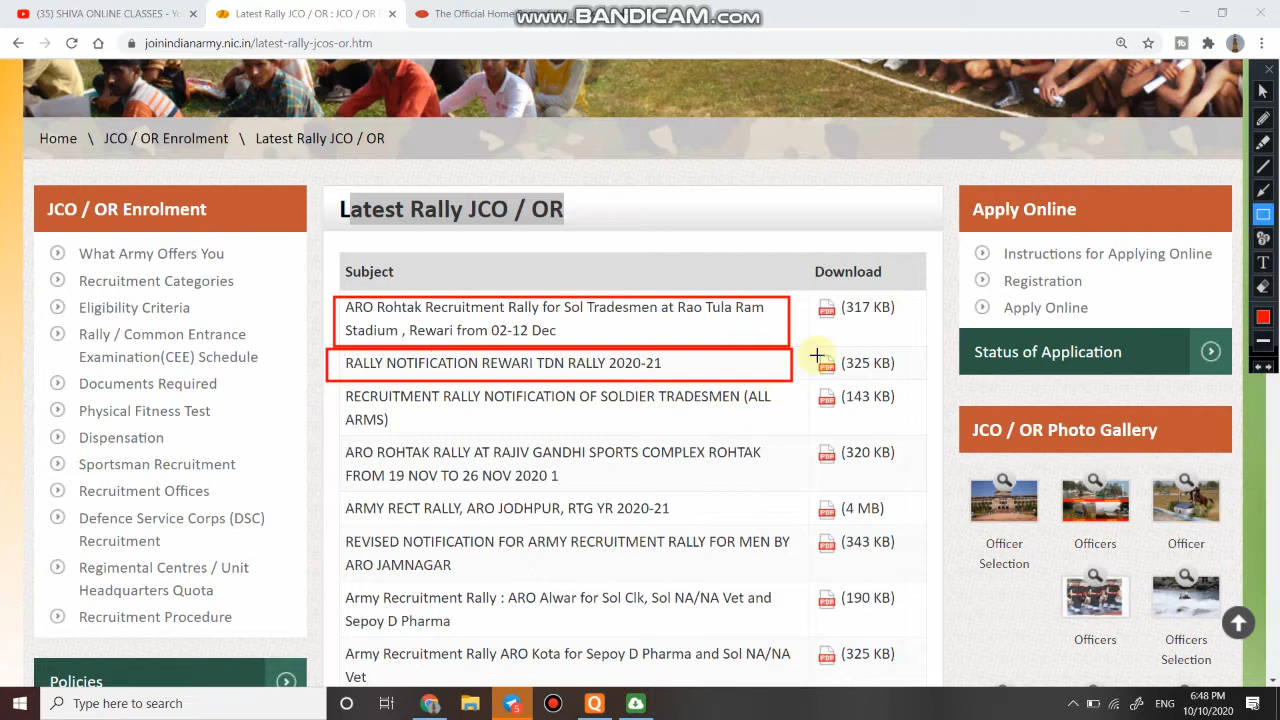 (35) SHIVA ONLINE CLASSES - Yo
Latest Rally JCO / OR : JCO / OR E
The Official Home Page of the
www.BANDICAM.com
joinindianarmy.nic.in/latest-rally-jcos-or.htm
Home \ JCO / OR Enrolment \ Latest Rally JCO / OR
JCO / OR Enrolment
What Army Offers You
Recruitment Categories
Eligibility Criteria
Rally / Common Entrance
Examination(CEE) Schedule
Documents Required
Physical Fitness Test
Dispensation
Sportsman Recruitment
Recruitment Offices
Defence Service Corps (DSC)
Recruitment
Regimental Centres / Unit
Headquarters Quota
Recruitment Procedure
Policies
Latest Rally JCO / OR
Subject Download
ARO Rohtak Recruitment Rally for Sol Tradesmen at Rao Tula Ram (317 KB)
Stadium , Rewari from 02-12 Dec
RALLY NOTIFICATION REWARI TDN RALLY 2020-21 (325 KB)
RECRUITMENT RALLY NOTIFICATION OF SOLDIER TRADESMEN (ALL (143 KB)
ARMS)
ARO ROHTAK RALLY AT RAJIV GANDHI SPORTS COMPLEX ROHTAK (320 KB)
FROM 19 NOV TO 26 NOV 2020 1
ARMY RECT RALLY, ARO JODHPUR, RTG YR 2020-21 (4 MB)
REVISED NOTIFICATION FOR ARMY RECRUITMENT RALLY FOR MEN BY (343 KB)
ARO JAMNAGAR
Army Recruitment Rally : ARO Alwar for Sol Clk, Sol NA/NA Vet and (190 KB)
Sepoy D Pharma
Army Recruitment Rally ARO Kota for Sepoy D Pharma and Sol NA/NA (325 KB)
Vet
Apply Online
Instructions for Applying Online
Registration
Apply Online
Status of Application
JCO / OR Photo Gallery
Officer
Selection
Officers
Officer
Officers
Officers
Selection
Type here to search
ENG
6:48 PM
10/10/2020